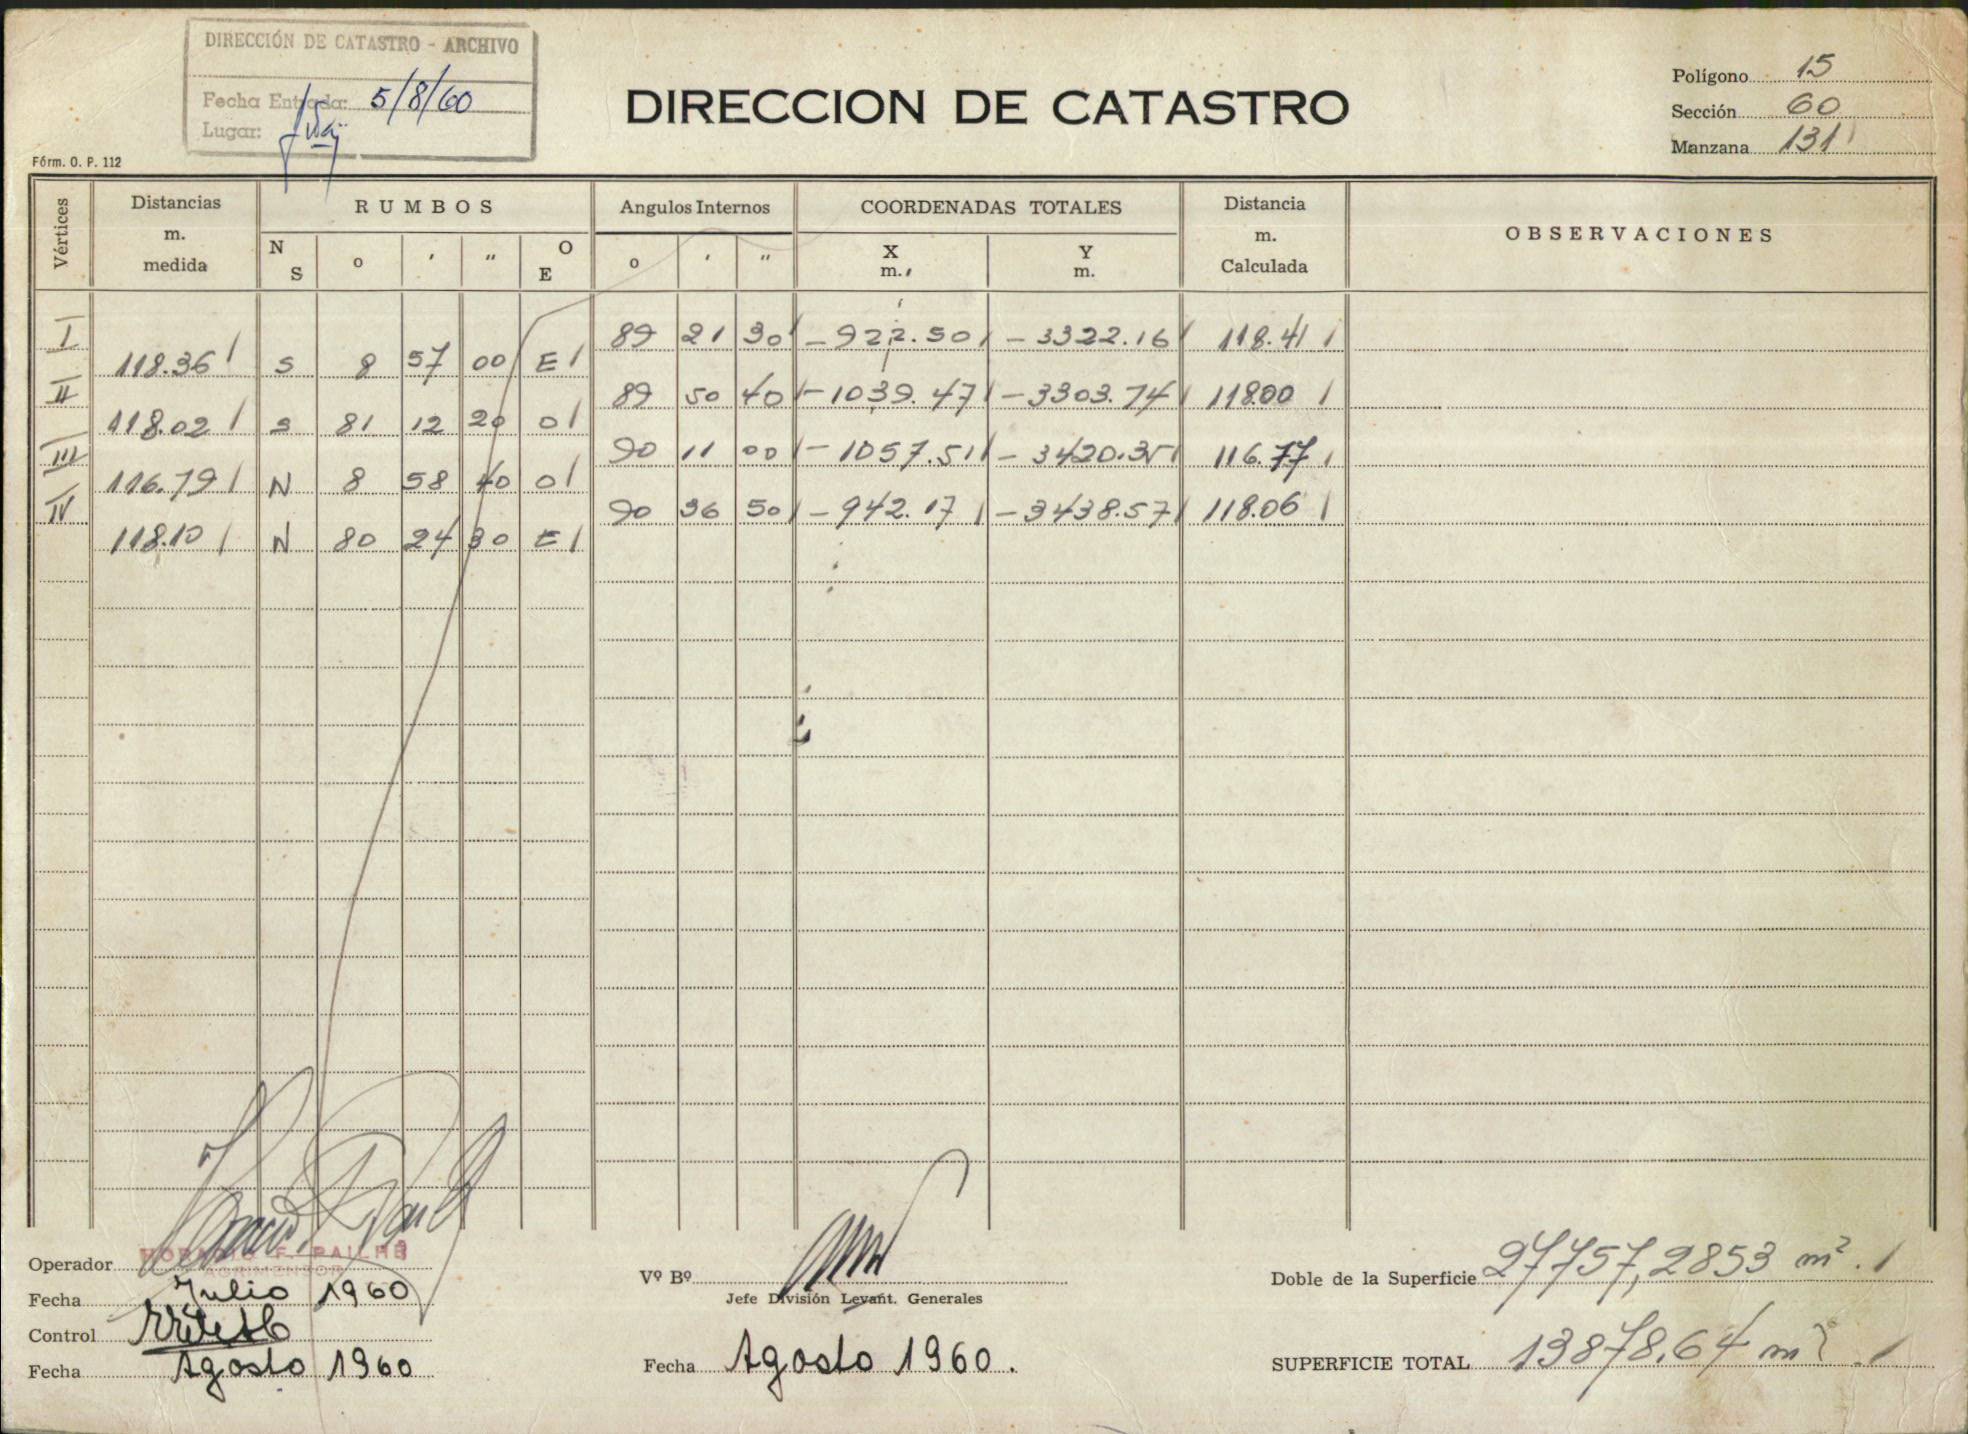 DIRECCIÓN DE CATASTRO - ARCHIVO
Fecha Entrada: 5/8/60
Lugar:
DIRECCION DE CATASTRO
Polígono 15
Sección 60
Manzana 131
Fórm. O. P. 112
Vértices Distancias m. medida RUMBOS Angulos Internos COORDENADAS TOTALES Distancia m. Calculada OBSERVACIONES
N S o ' " O E o ' " X m. Y m.
I 89 21 30 -922.50 -3322.16 118.41
118.36 S 8 57 00 E
II 89 50 40 -1039.47 -3303.74 118.00
118.02 S 81 12 20 O
III 90 11 00 -1057.51 -3420.35 116.77
116.79 N 8 58 40 O
IV 90 36 50 -942.17 -3438.57 118.06
118.10 N 80 24 30 E
Operador HORACIO F. PAILHÉ
AGRIMENSOR
Fecha Julio 1960
Control
Fecha Agosto 1960
Vº Bº
Jefe División Levant. Generales
Fecha Agosto 1960.
Doble de la Superficie 27757,2853 m².
SUPERFICIE TOTAL 13878.64 m².